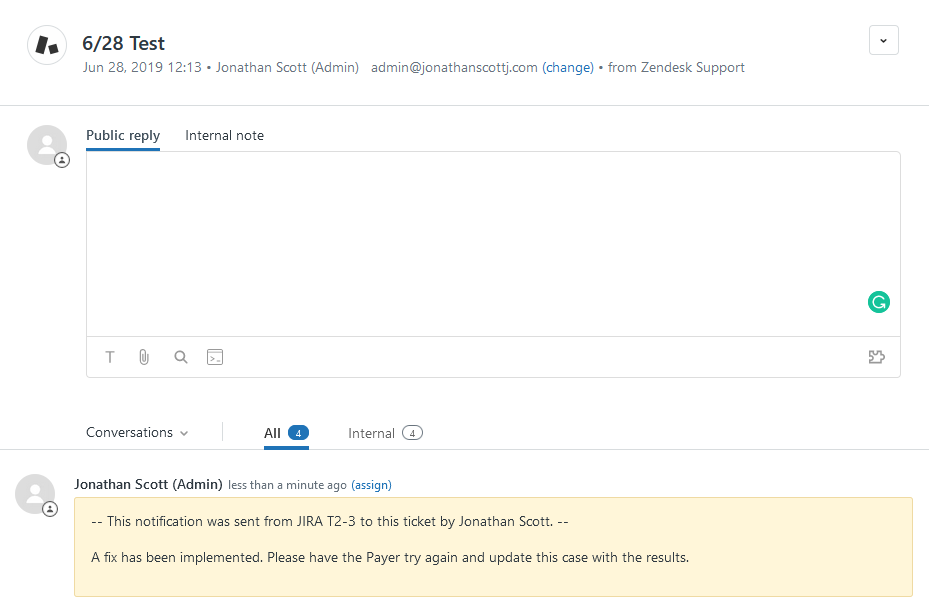 6/28 Test
Jun 28, 2019 12:13 • Jonathan Scott (Admin) admin@jonathanscottj.com (change) • from Zendesk Support
Public reply Internal note
T
Conversations All 4 Internal 4
Jonathan Scott (Admin) less than a minute ago (assign)
-- This notification was sent from JIRA T2-3 to this ticket by Jonathan Scott. --
A fix has been implemented. Please have the Payer try again and update this case with the results.